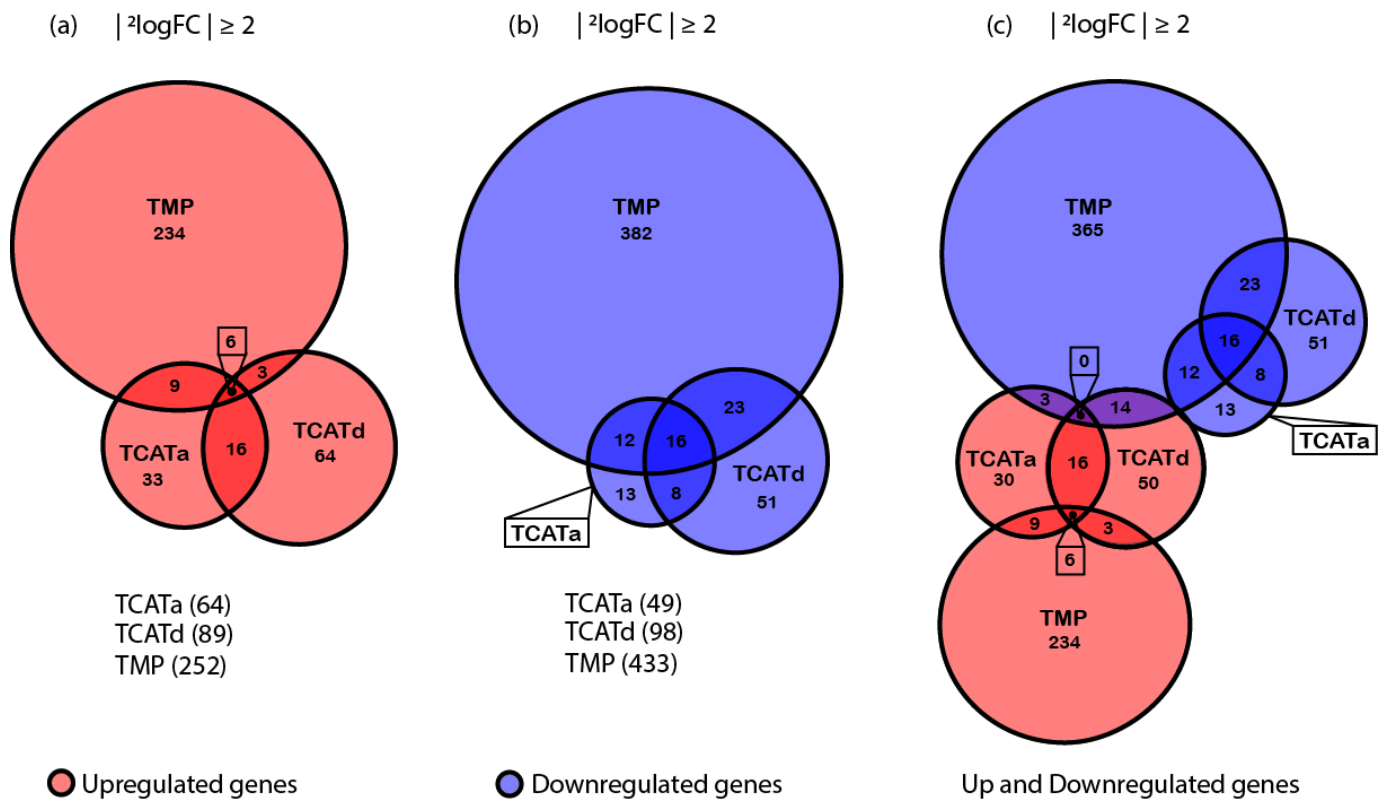 (a) | ²logFC | ≥ 2
TMP
234
6
9
3
TCATa
33
16
TCATd
64
TCATa (64)
TCATd (89)
TMP (252)
Upregulated genes
(b) | ²logFC | ≥ 2
TMP
382
23
12
16
13
8
TCATd
51
TCATa
TCATa (49)
TCATd (98)
TMP (433)
Downregulated genes
(c) | ²logFC | ≥ 2
TMP
365
23
TCATd
51
16
12
8
13
TCATa
0
3
14
TCATa
30
16
TCATd
50
9
3
6
TMP
234
Up and Downregulated genes